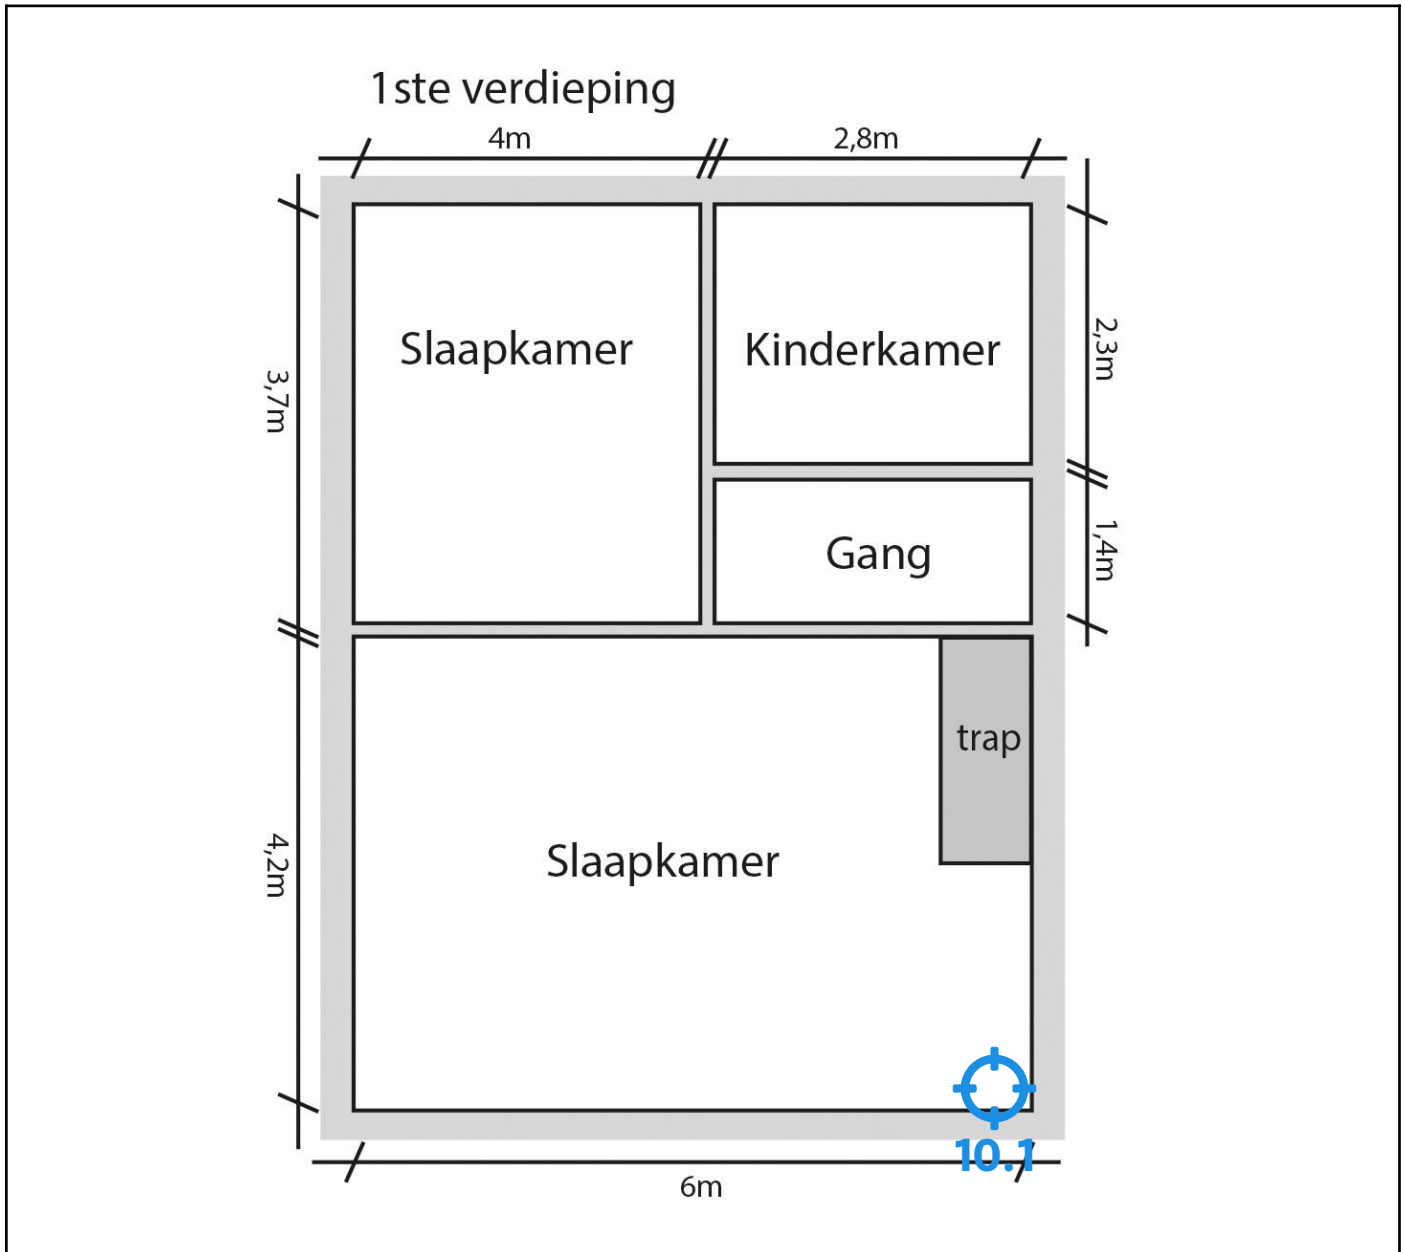 1ste verdieping
4m
2,8m
Slaapkamer
Kinderkamer
2,3m
3,7m
Gang
1,4m
trap
Slaapkamer
4,2m
10.1
6m